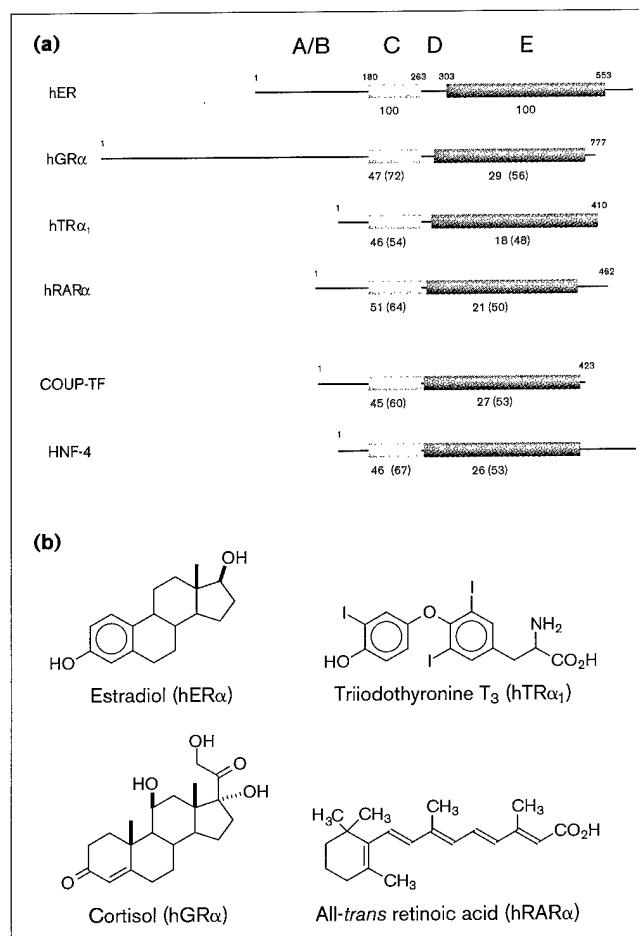 (a)
A/B C D E
hER
1 180 263 303 553
100 100
hGRα
1 777
47 (72) 29 (56)
hTRα1
1 410
46 (54) 18 (48)
hRARα
1 462
51 (64) 21 (50)
COUP-TF
1 423
45 (60) 27 (53)
HNF-4
1
46 (67) 26 (53)
(b)
OH
HO
Estradiol (hERα)
I O I
HO I NH2
CO2H
Triiodothyronine T3 (hTRα1)
OH
O
HO OH
O
Cortisol (hGRα)
H3C CH3 CH3 CH3
CO2H
CH3
All-trans retinoic acid (hRARα)